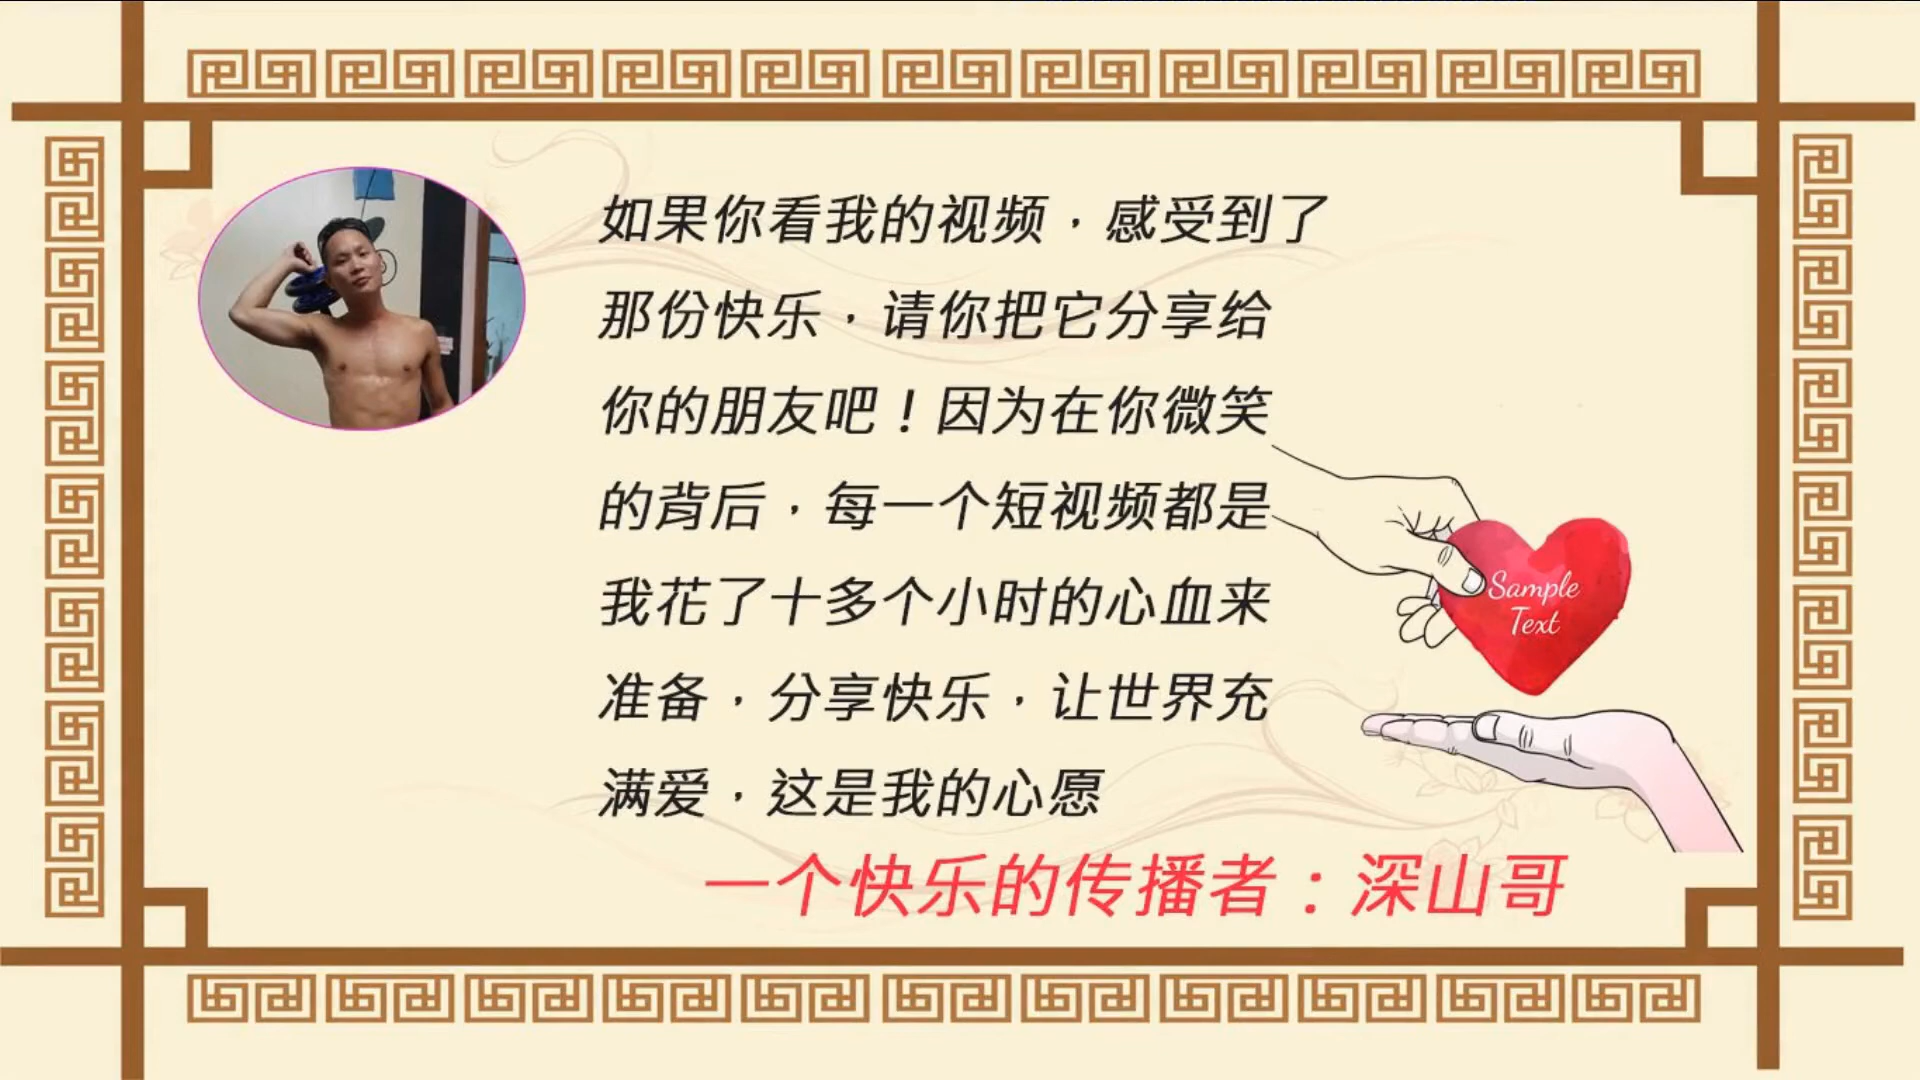 如果你看我的视频，感受到了
那份快乐，请你把它分享给
你的朋友吧！因为在你微笑
的背后，每一个短视频都是
我花了十多个小时的心血来
准备，分享快乐，让世界充
满爱，这是我的心愿
Sample
Text
一个快乐的传播者：深山哥